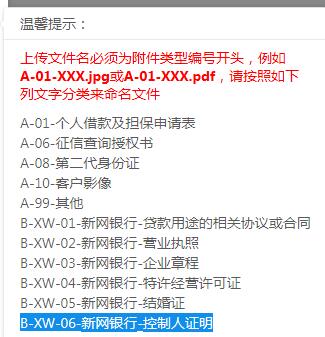 温馨提示：
上传文件名必须为附件类型编号开头，例如
A-01-XXX.jpg或A-01-XXX.pdf，请按照如下
列文字分类来命名文件
A-01-个人借款及担保申请表
A-06-征信查询授权书
A-08-第二代身份证
A-10-客户影像
A-99-其他
B-XW-01-新网银行-贷款用途的相关协议或合同
B-XW-02-新网银行-营业执照
B-XW-03-新网银行-企业章程
B-XW-04-新网银行-特许经营许可证
B-XW-05-新网银行-结婚证
B-XW-06-新网银行-控制人证明